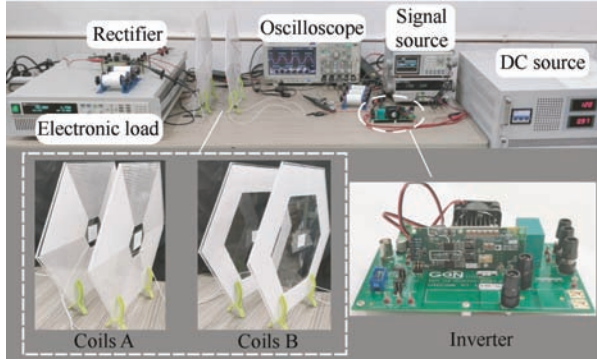 Rectifier
Oscilloscope
Signal
source
DC source
Electronic load
Coils A
Coils B
Inverter